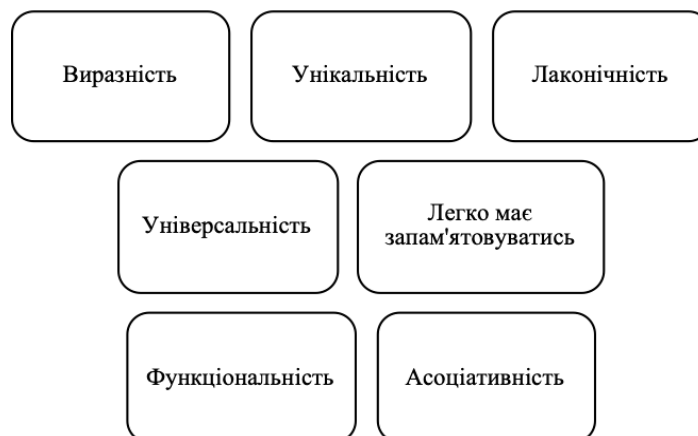 Виразність
Унікальність
Лаконічність
Універсальність
Легко має
запам'ятовуватись
Функціональність
Асоціативність